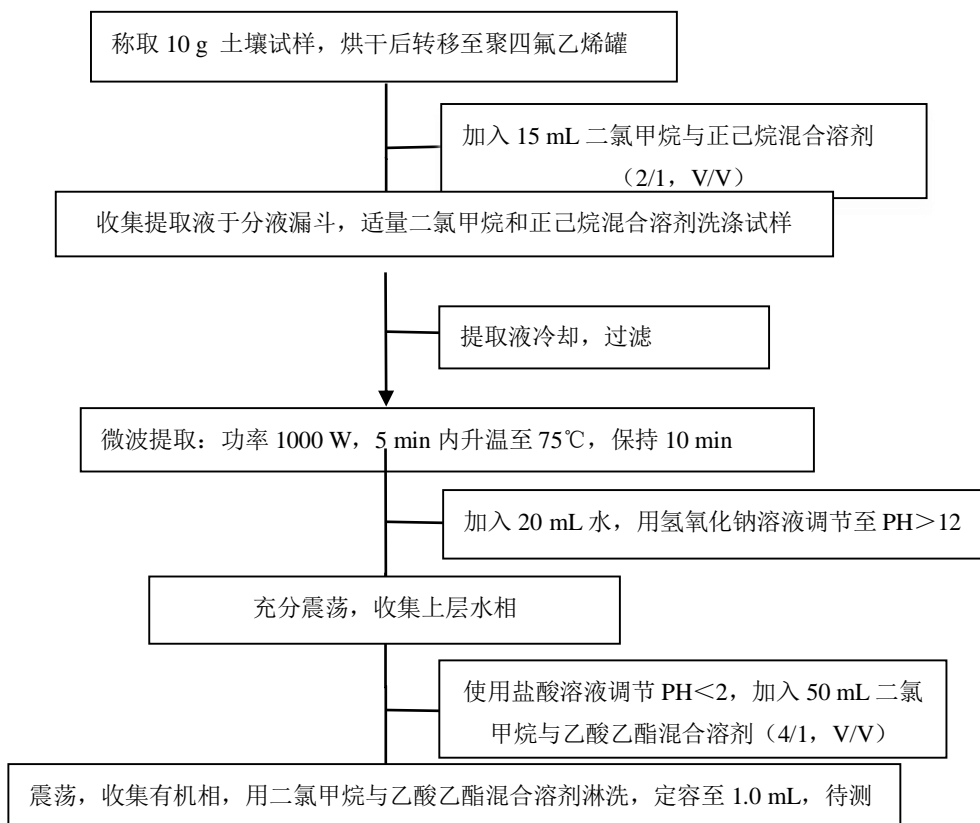 称取 10 g 土壤试样，烘干后转移至聚四氟乙烯罐
加入 15 mL 二氯甲烷与正己烷混合溶剂
（2/1，V/V）
收集提取液于分液漏斗，适量二氯甲烷和正己烷混合溶剂洗涤试样
提取液冷却，过滤
微波提取：功率 1000 W，5 min 内升温至 75℃，保持 10 min
加入 20 mL 水，用氢氧化钠溶液调节至 PH＞12
充分震荡，收集上层水相
使用盐酸溶液调节 PH＜2，加入 50 mL 二氯
甲烷与乙酸乙酯混合溶剂（4/1，V/V）
震荡，收集有机相，用二氯甲烷与乙酸乙酯混合溶剂淋洗，定容至 1.0 mL，待测